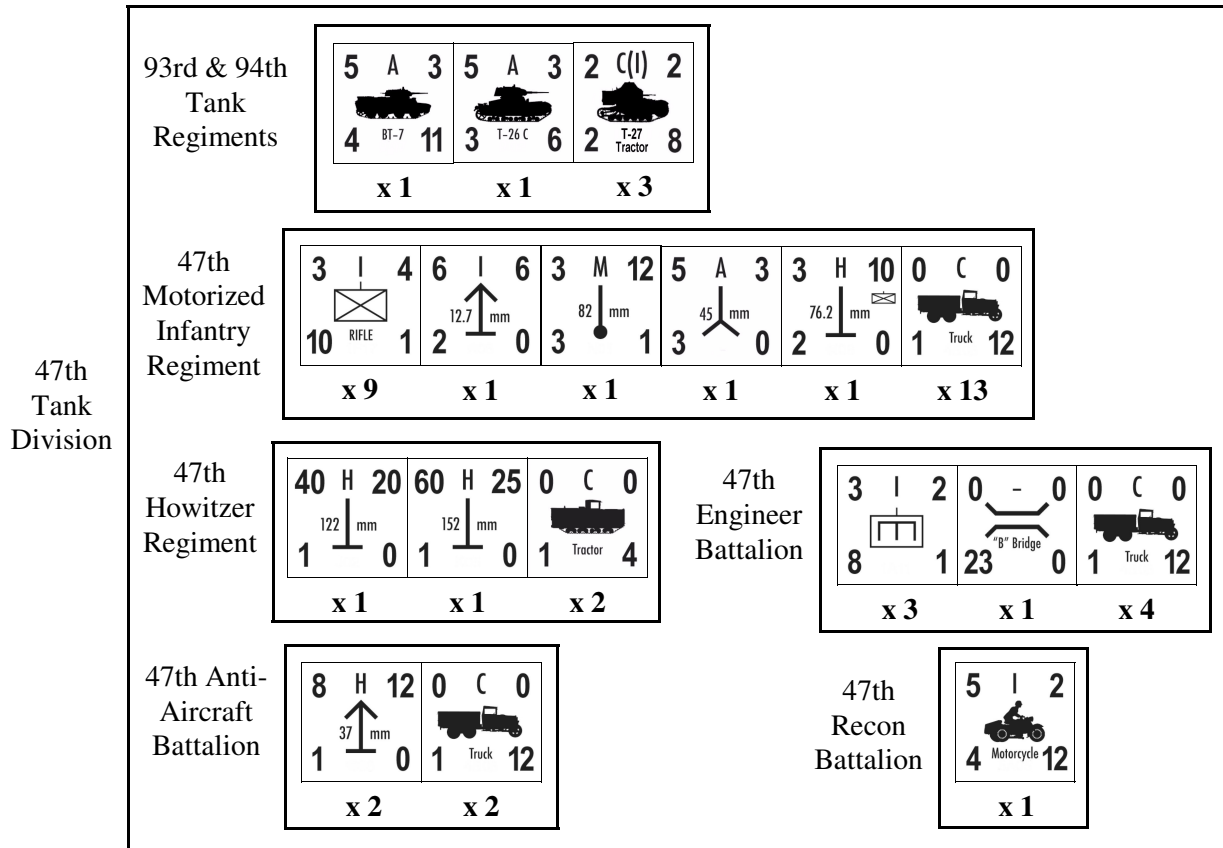 47th
Tank
Division
93rd & 94th
Tank
Regiments
5 A 3 5 A 3 2 C(I) 2
BT-7 T-26 C T-27
Tractor
4 11 3 6 2 8
x 1 x 1 x 3
47th
Motorized
Infantry
Regiment
3 I 4 6 I 6 3 M 12 5 A 3 3 H 10 0 C 0
12.7 mm 82 mm 45 mm 76.2 mm
RIFLE Truck
10 1 2 0 3 1 3 0 2 0 1 12
x 9 x 1 x 1 x 1 x 1 x 13
47th
Howitzer
Regiment
40 H 20 60 H 25 0 C 0
122 mm 152 mm
Tractor
1 0 1 0 1 4
x 1 x 1 x 2
47th
Engineer
Battalion
3 I 2 0 - 0 0 C 0
"B" Bridge Truck
8 1 23 0 1 12
x 3 x 1 x 4
47th Anti-
Aircraft
Battalion
8 H 12 0 C 0
37 mm
Truck
1 0 1 12
x 2 x 2
47th
Recon
Battalion
5 I 2
Motorcycle
4 12
x 1